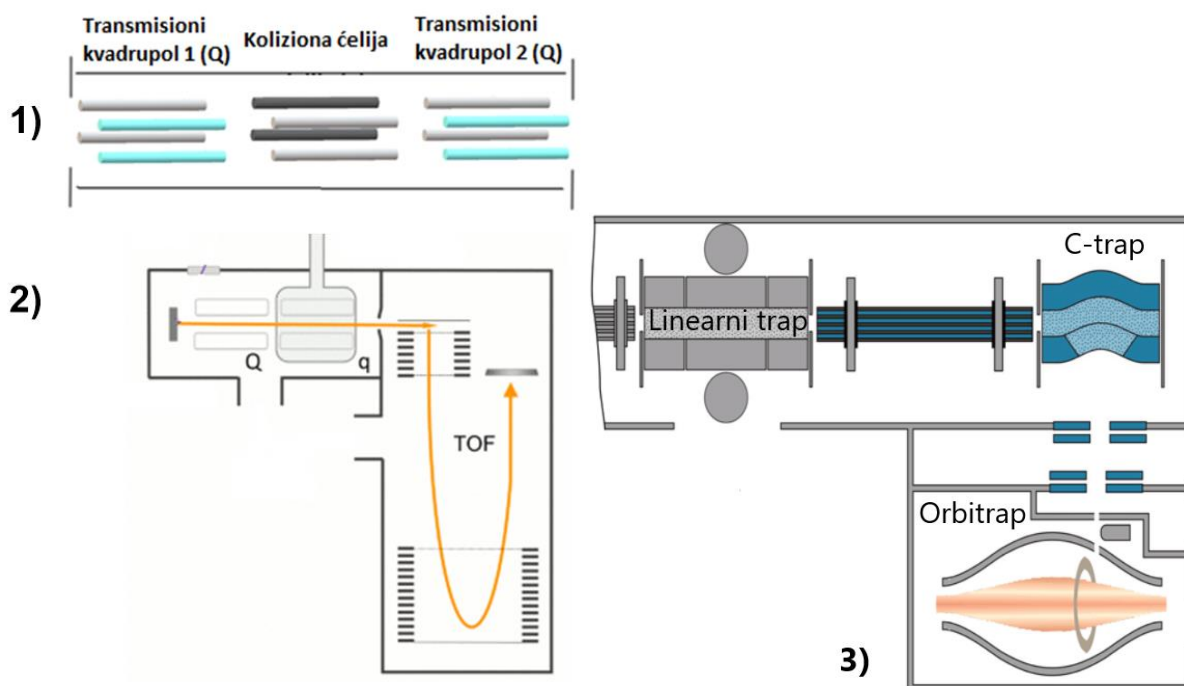 Transmisioni
kvadrupol 1 (Q)
Koliziona ćelija
Transmisioni
kvadrupol 2 (Q)
1)
2)
Q
q
TOF
Linearni trap
C-trap
Orbitrap
3)